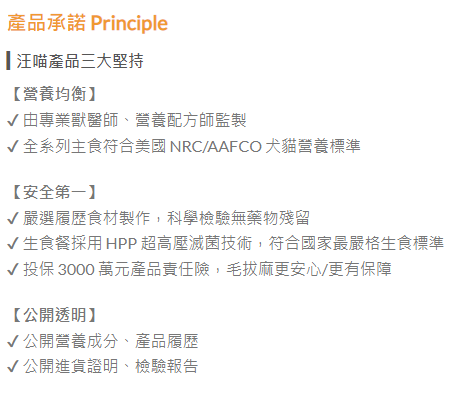 產品承諾 Principle
汪喵產品三大堅持
【營養均衡】
✓ 由專業獸醫師、營養配方師監製
✓ 全系列主食符合美國 NRC/AAFCO 犬貓營養標準
【安全第一】
✓ 嚴選履歷食材製作，科學檢驗無藥物殘留
✓ 生食餐採用 HPP 超高壓滅菌技術，符合國家最嚴格生食標準
✓ 投保 3000 萬元產品責任險，毛拔麻更安心/更有保障
【公開透明】
✓ 公開營養成分、產品履歷
✓ 公開進貨證明、檢驗報告